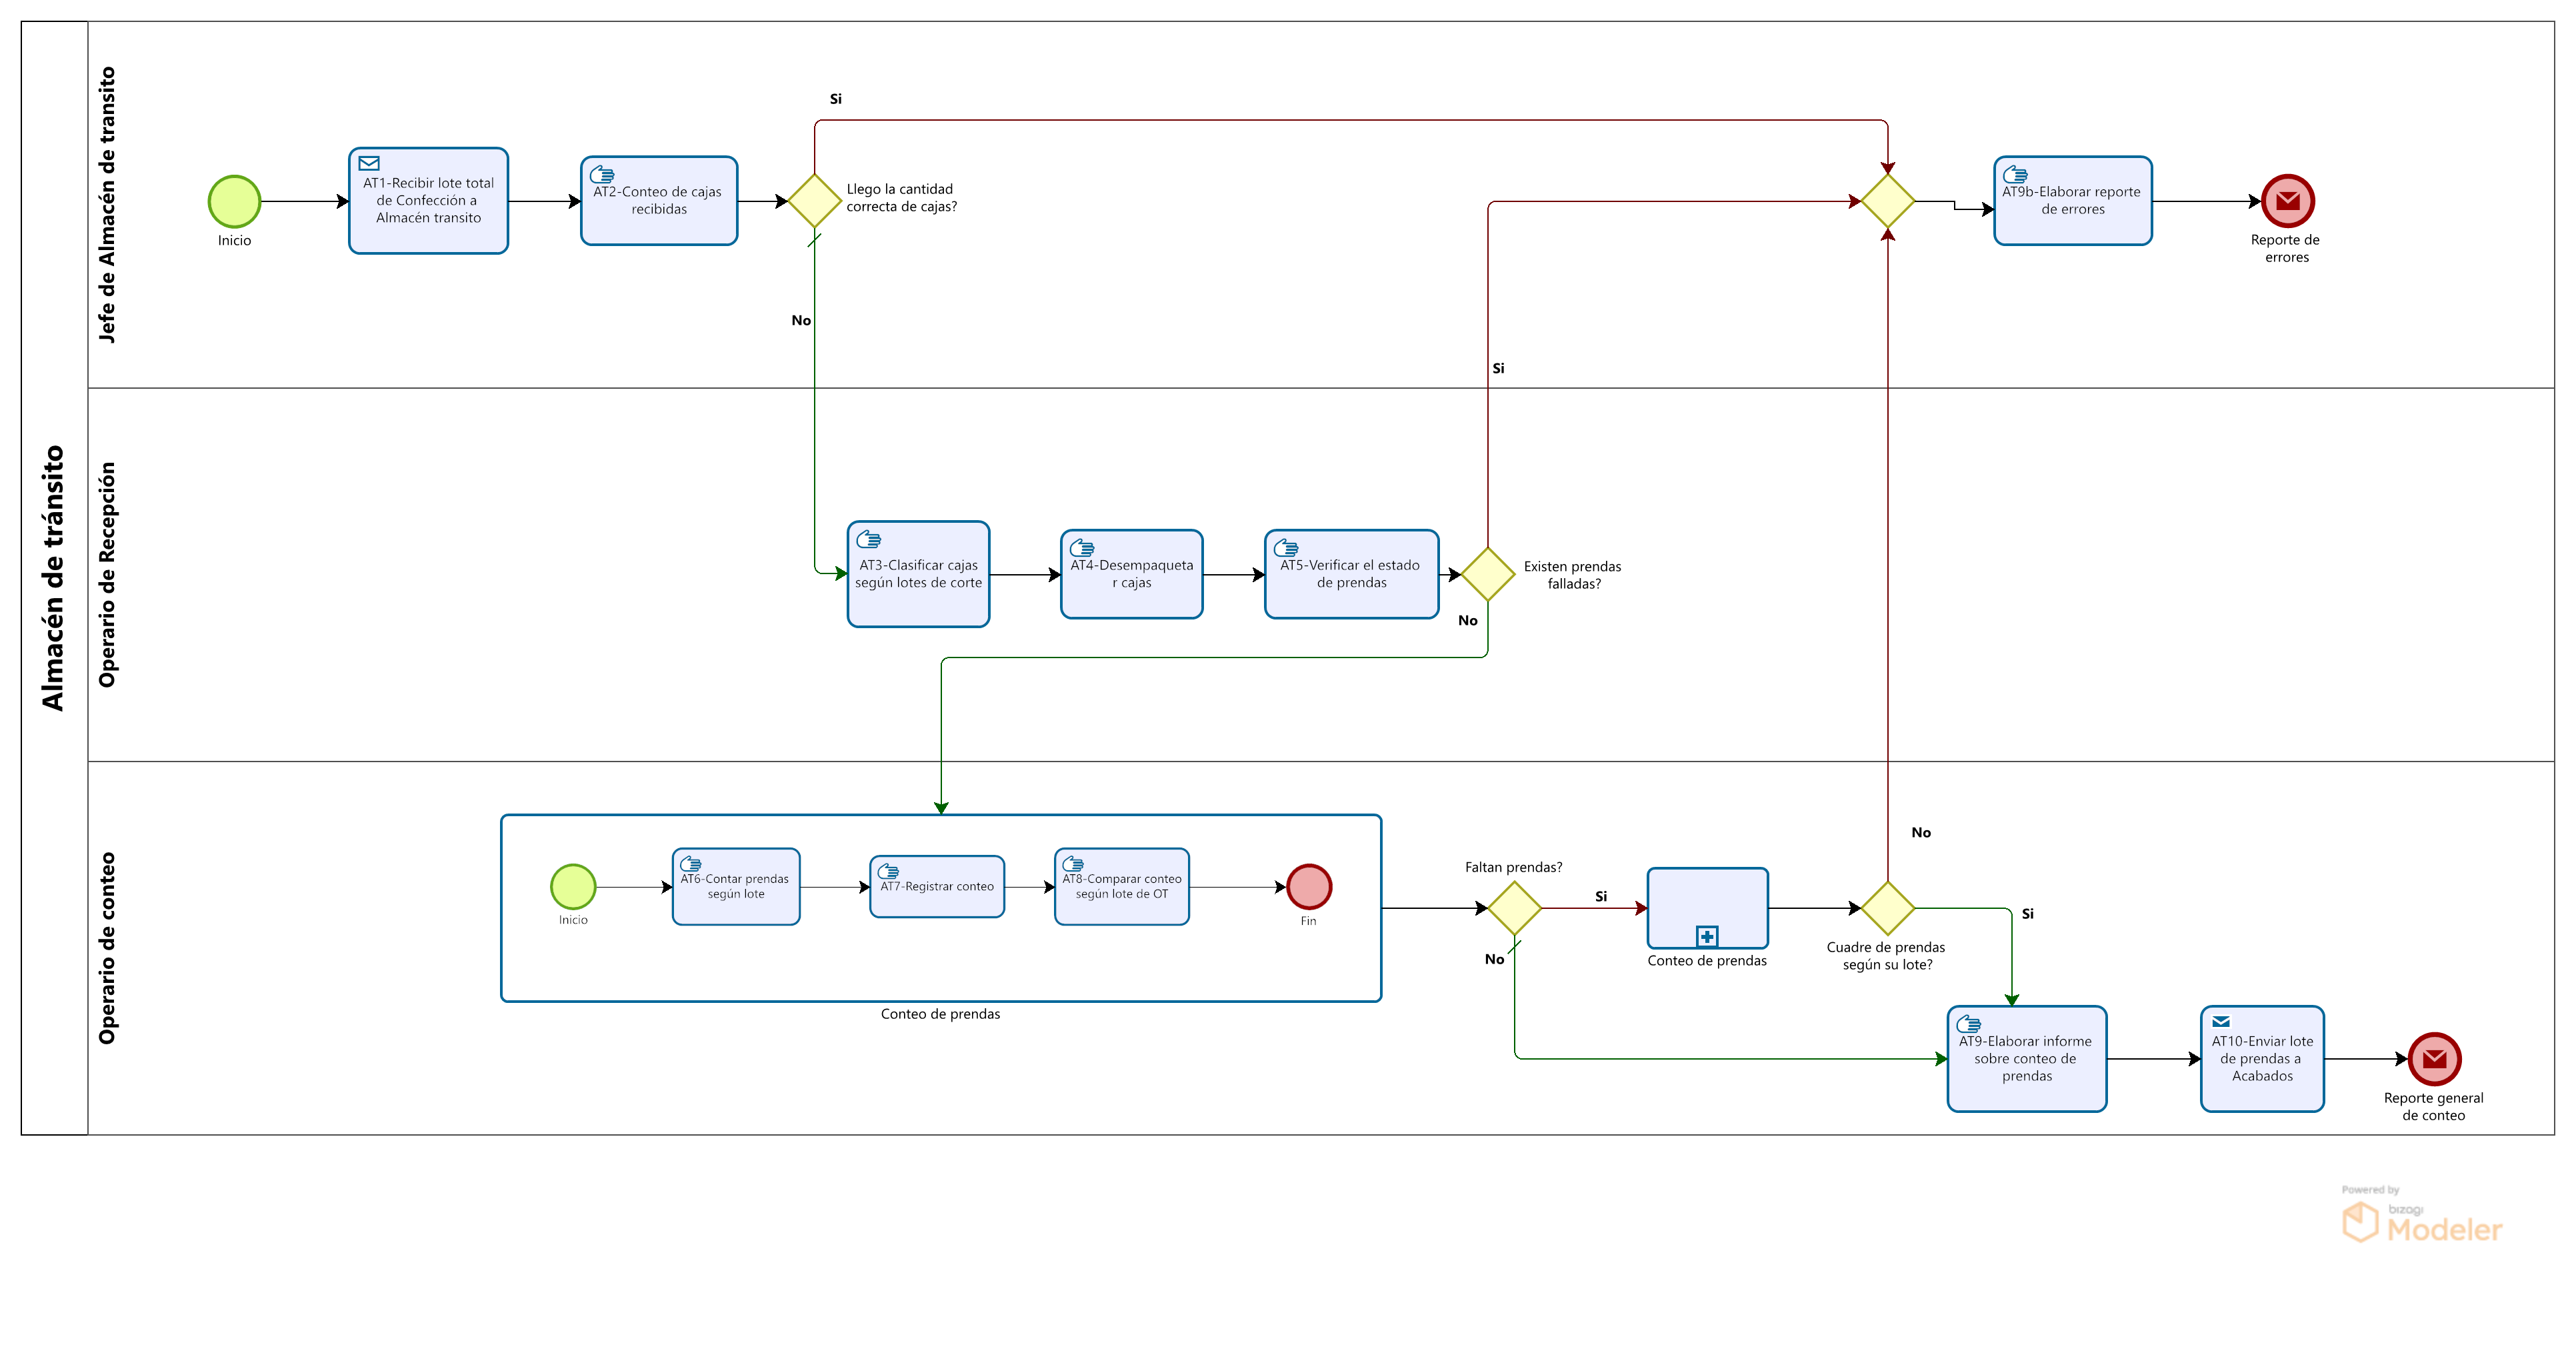 Almacén de tránsito
Jefe de Almacén de transito
Si
AT1-Recibir lote total
de Confección a
Almacén transito
AT2-Conteo de cajas
recibidas
Llego la cantidad
correcta de cajas?
AT9b-Elaborar reporte
de errores
Inicio
Reporte de
errores
No
Si
Operario de Recepción
AT3-Clasificar cajas
según lotes de corte
AT4-Desempaqueta
r cajas
AT5-Verificar el estado
de prendas
Existen prendas
falladas?
No
Operario de conteo
Inicio
AT6-Contar prendas
según lote
AT7-Registrar conteo
AT8-Comparar conteo
según lote de OT
Fin
Conteo de prendas
Faltan prendas?
Si
No
Conteo de prendas
No
Si
Cuadre de prendas
según su lote?
AT9-Elaborar informe
sobre conteo de
prendas
AT10-Enviar lote
de prendas a
Acabados
Reporte general
de conteo
Powered by
bizagi
Modeler